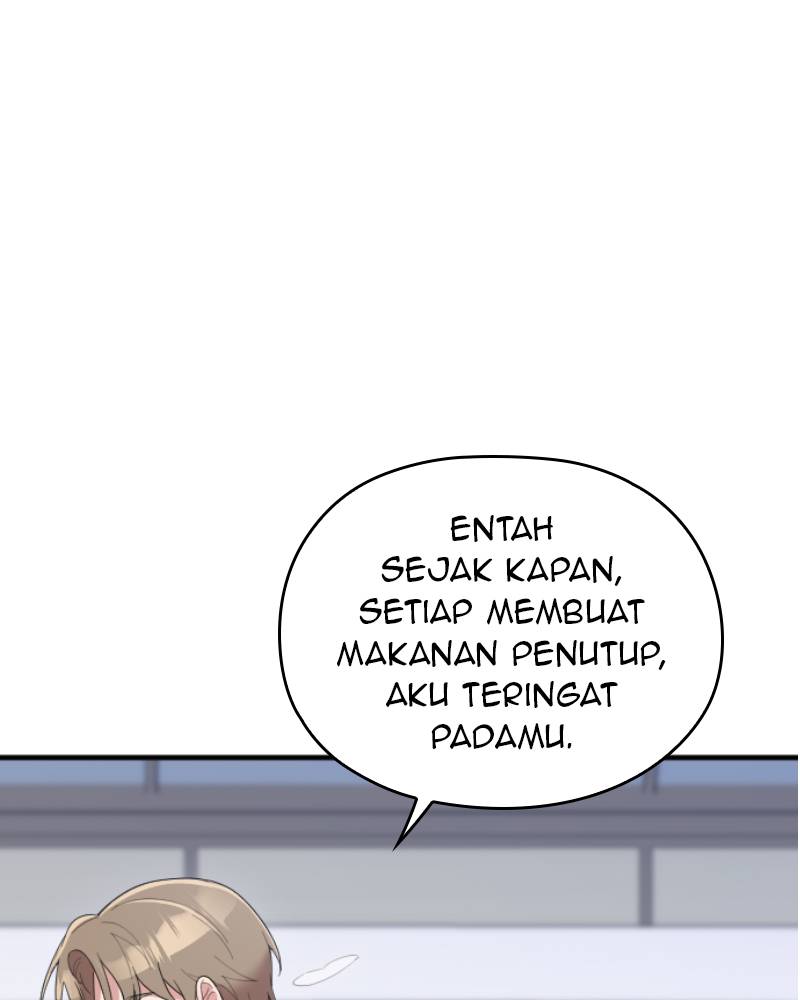 ENTAH
SEJAK KAPAN,
SETIAP MEMBUAT
MAKANAN PENUTUP,
AKU TERINGAT
PADAMU.